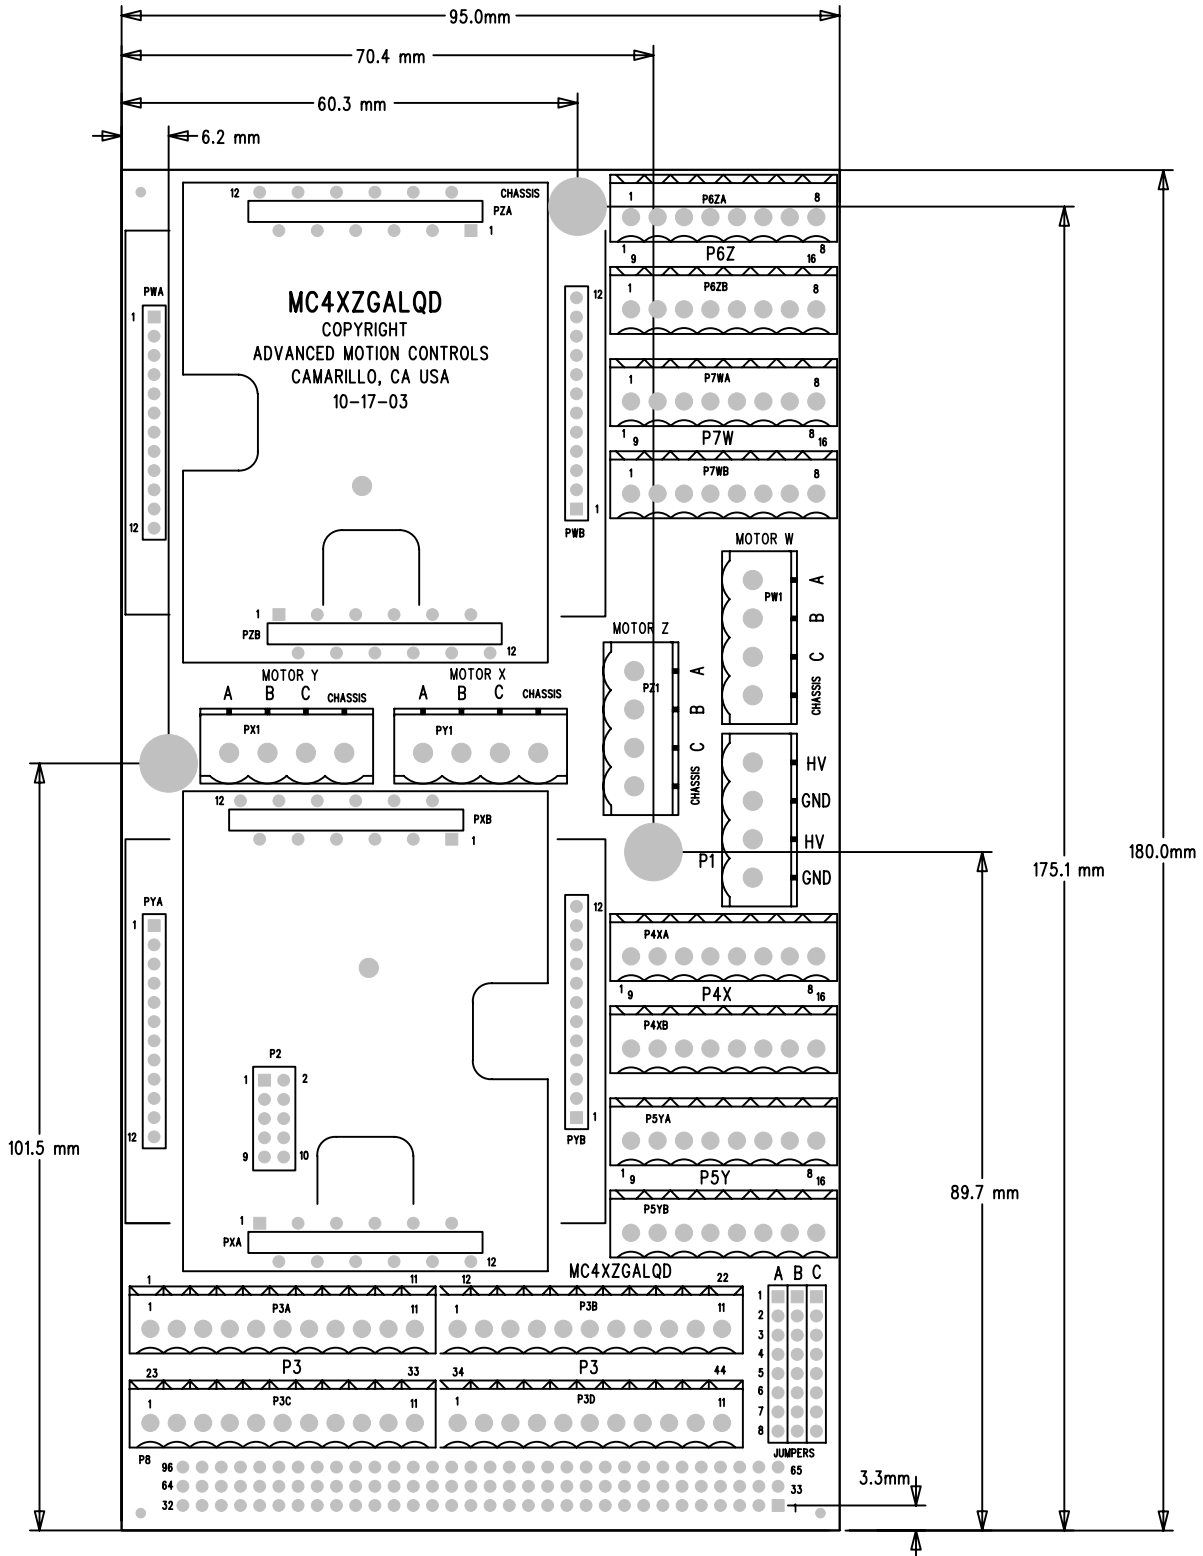 95.0mm
70.4 mm
60.3 mm
6.2 mm
12 CHASSIS
PZA
1
1 P6ZA 8
1 P6Z 8
9 16
PWA
1
12
1 P6ZB 8
MC4XZGALQD
COPYRIGHT
ADVANCED MOTION CONTROLS
CAMARILLO, CA USA
10-17-03
12
1
PWB
1 P7WA 8
1 9 P7W 8 16
1 P7WB 8
MOTOR W
PW1
A
B
C
CHASSIS
1
PZB
12
MOTOR Z
PZ1
A
B
C
CHASSIS
MOTOR Y
A B C CHASSIS
PX1
MOTOR X
A B C CHASSIS
PY1
HV
GND
HV
GND
P1
12
PXB
1
180.0mm
175.1 mm
PYA
1
12
12
1
PYB
P4XA
1 9 P4X 8 16
P4XB
P2
1 2
9 10
P5YA
1 9 P5Y 8 16
P5YB
101.5 mm
89.7 mm
1
PXA
12
MC4XZGALQD
A B C
1 11 12 22
1 P3A 11
1 P3B 11
P3 P3
23 33 34 44
1 P3C 11
1 P3D 11
1
2
3
4
5
6
7
8
JUMPERS
P8
96 65
64 33
32 1
3.3mm